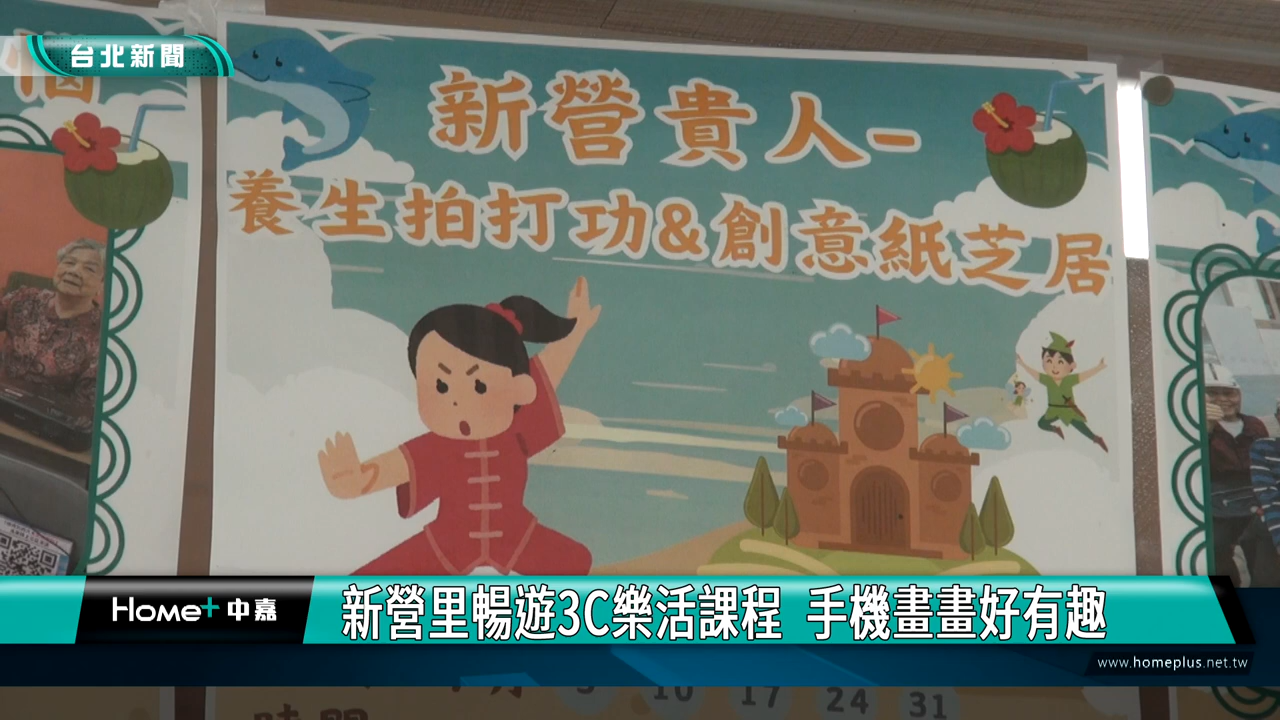 台北新聞
新營貴人-
養生拍打功&創意紙芝居
Home+中嘉
新營里暢遊3C樂活課程 手機畫畫好有趣
www.homeplus.net.tw
10 17 24 31